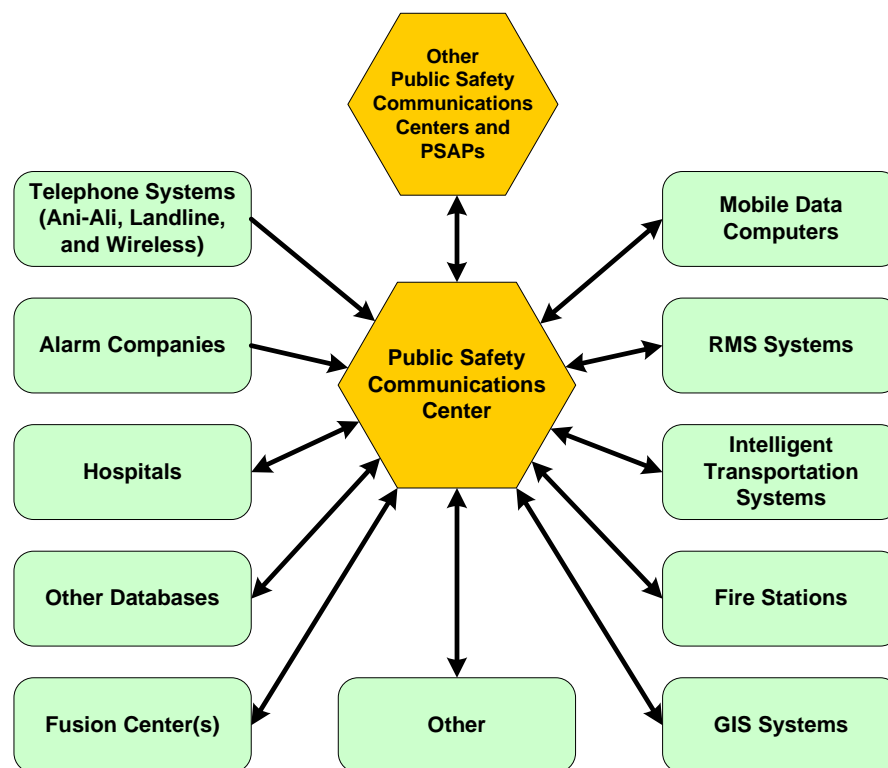 Other
Public Safety
Communications
Centers and
PSAPs
Telephone Systems
(Ani-Ali, Landline,
and Wireless)
Mobile Data
Computers
Alarm Companies
Public Safety
Communications
Center
RMS Systems
Hospitals
Intelligent
Transportation
Systems
Other Databases
Fire Stations
Fusion Center(s)
Other
GIS Systems